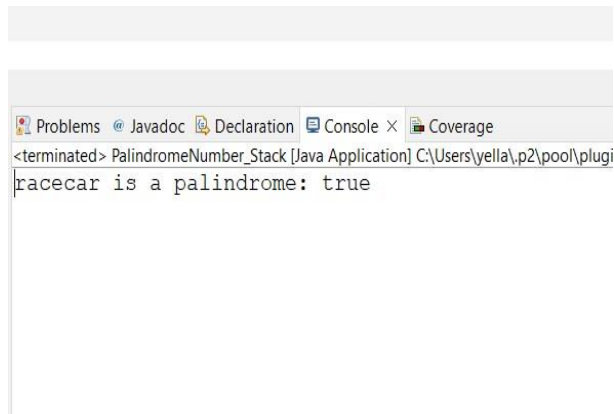 Problems @ Javadoc Declaration Console × Coverage
<terminated> PalindromeNumber_Stack [Java Application] C:\Users\yella\.p2\pool\plugi
racecar is a palindrome: true